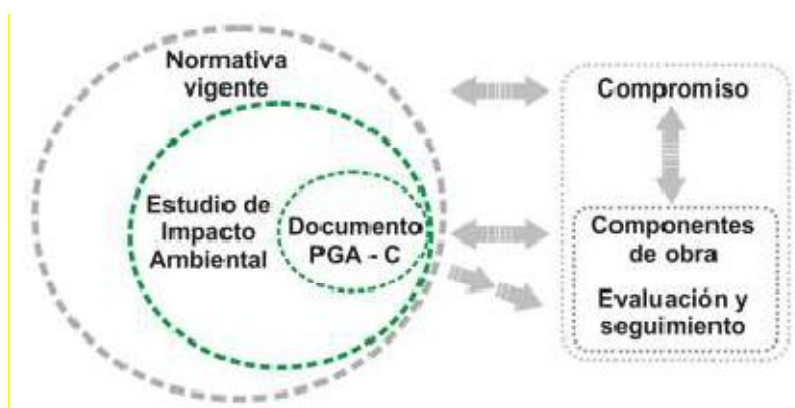 Normativa
vigente
Estudio de
Impacto
Ambiental
Documento
PGA - C
Compromiso
Componentes
de obra
Evaluación y
seguimiento